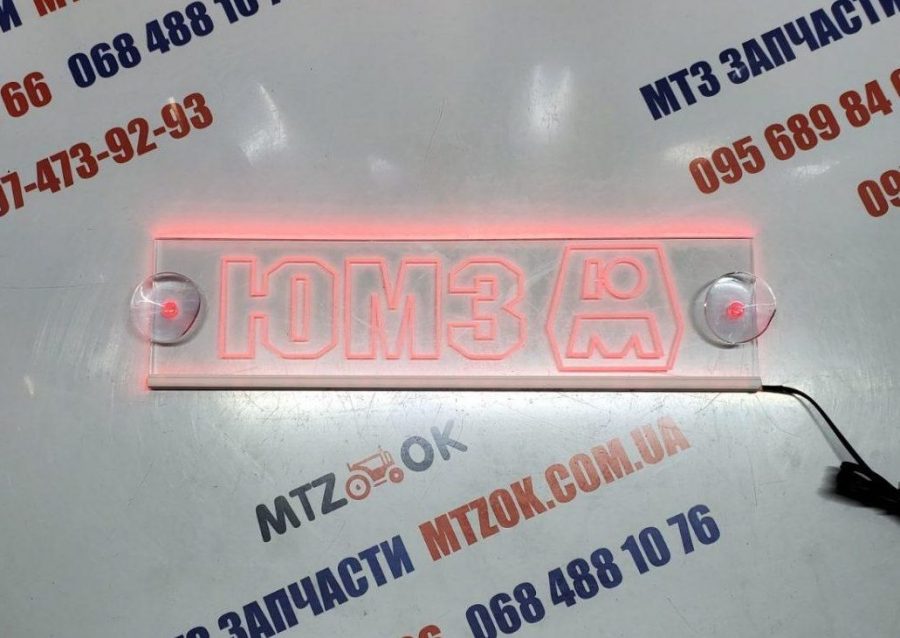 068 488 10 7
66
07-473-92-93
МТЗ ЗАПЧАСТИ
095 689 84
ЮМЗ
Ю
М
MTZ OK
ЗАПЧАСТИ MTZOK.COM.UA
068 488 10 76